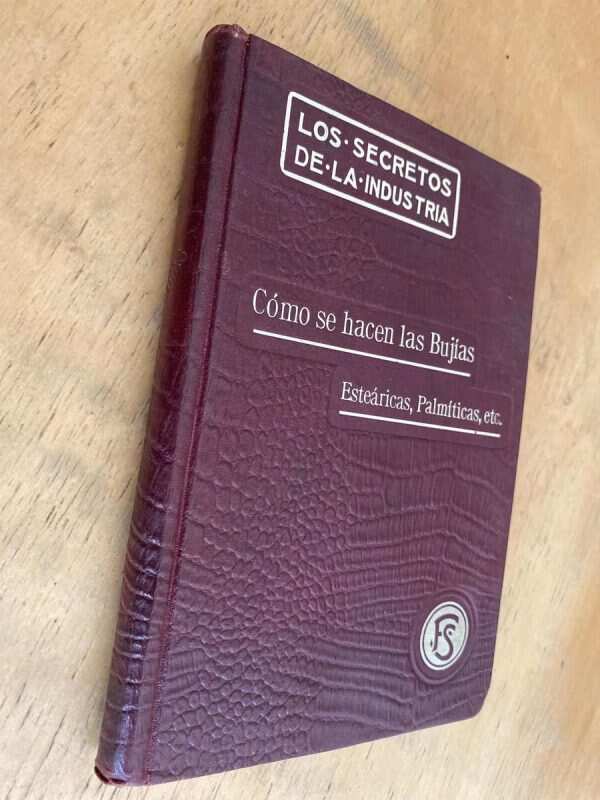 LOS·SECRETOS
DE·LA·INDUSTRIA
Cómo se hacen las Bujías
Esteáricas, Palmíticas, etc.
FS